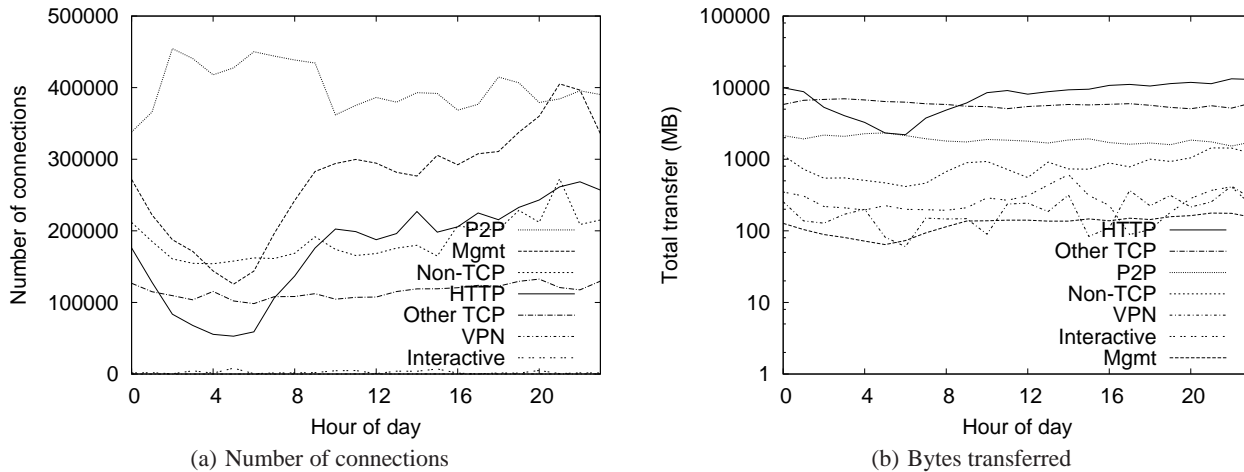 500000
400000
300000
200000
100000
0
Number of connections
P2P
Mgmt
Non-TCP
HTTP
Other TCP
VPN
Interactive
0 4 8 12 16 20
Hour of day
(a) Number of connections
100000
10000
1000
100
10
1
Total transfer (MB)
HTTP
Other TCP
P2P
Non-TCP
VPN
Interactive
Mgmt
0 4 8 12 16 20
Hour of day
(b) Bytes transferred